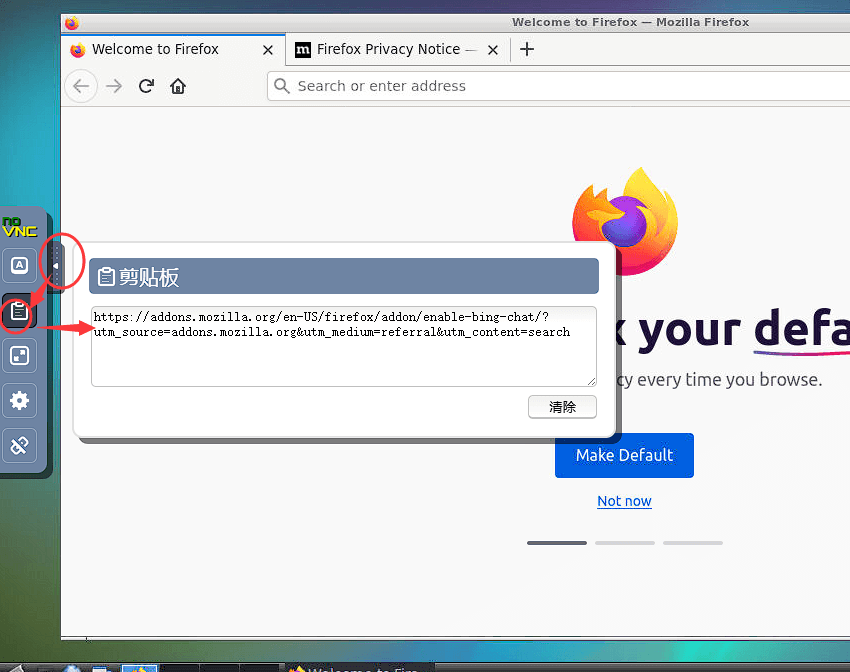 Welcome to Firefox — Mozilla Firefox
Welcome to Firefox
Firefox Privacy Notice —
Search or enter address
no
VNC
A
剪贴板
https://addons.mozilla.org/en-US/firefox/addon/enable-bing-chat/?
utm_source=addons.mozilla.org&utm_medium=referral&utm_content=search
清除
k your defa
cy every time you browse.
Make Default
Not now
Welcome to Fire